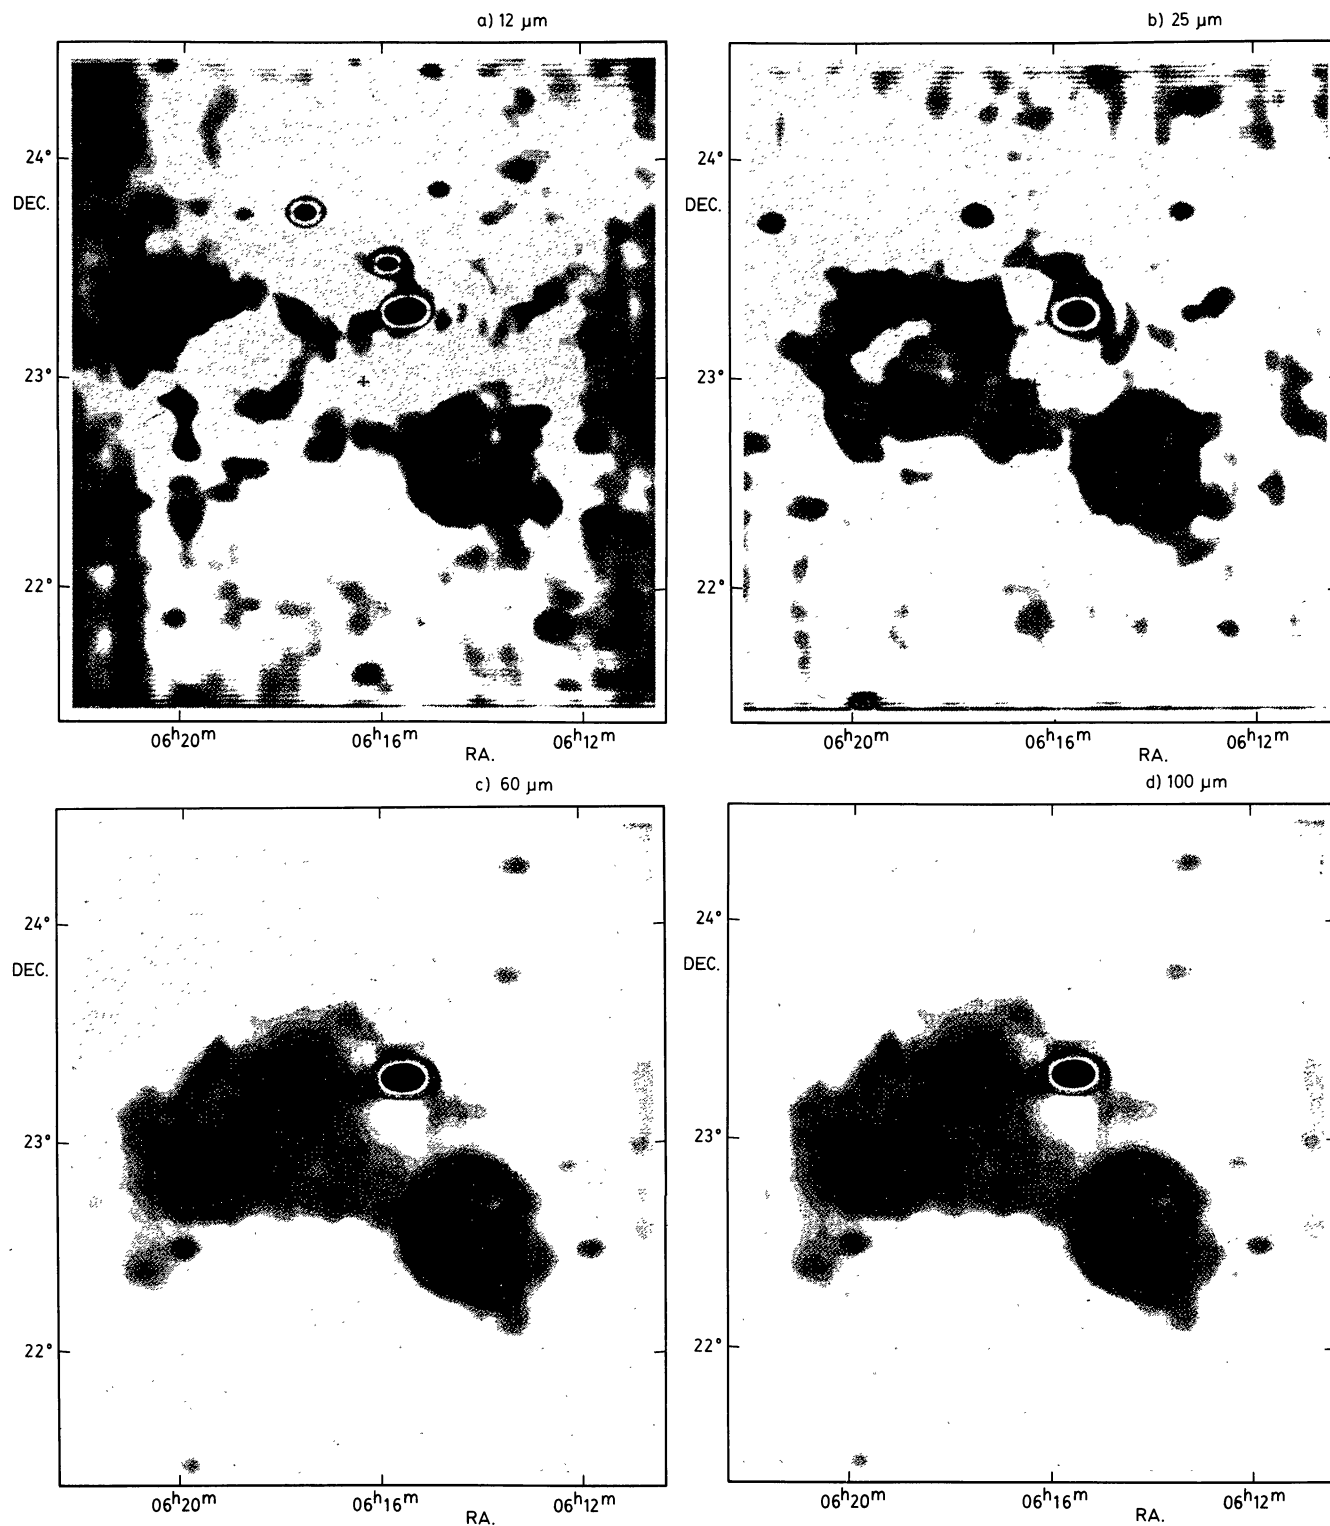 a) 12 µm
b) 25 µm
24°
DEC.
23°
22°
06ʰ20ᵐ
06ʰ16ᵐ
06ʰ12ᵐ
RA.
24°
DEC.
23°
22°
06ʰ20ᵐ
06ʰ16ᵐ
06ʰ12ᵐ
RA.
c) 60 µm
d) 100 µm
24°
DEC.
23°
22°
06ʰ20ᵐ
06ʰ16ᵐ
06ʰ12ᵐ
RA.
24°
DEC.
23°
22°
06ʰ20ᵐ
06ʰ16ᵐ
06ʰ12ᵐ
RA.